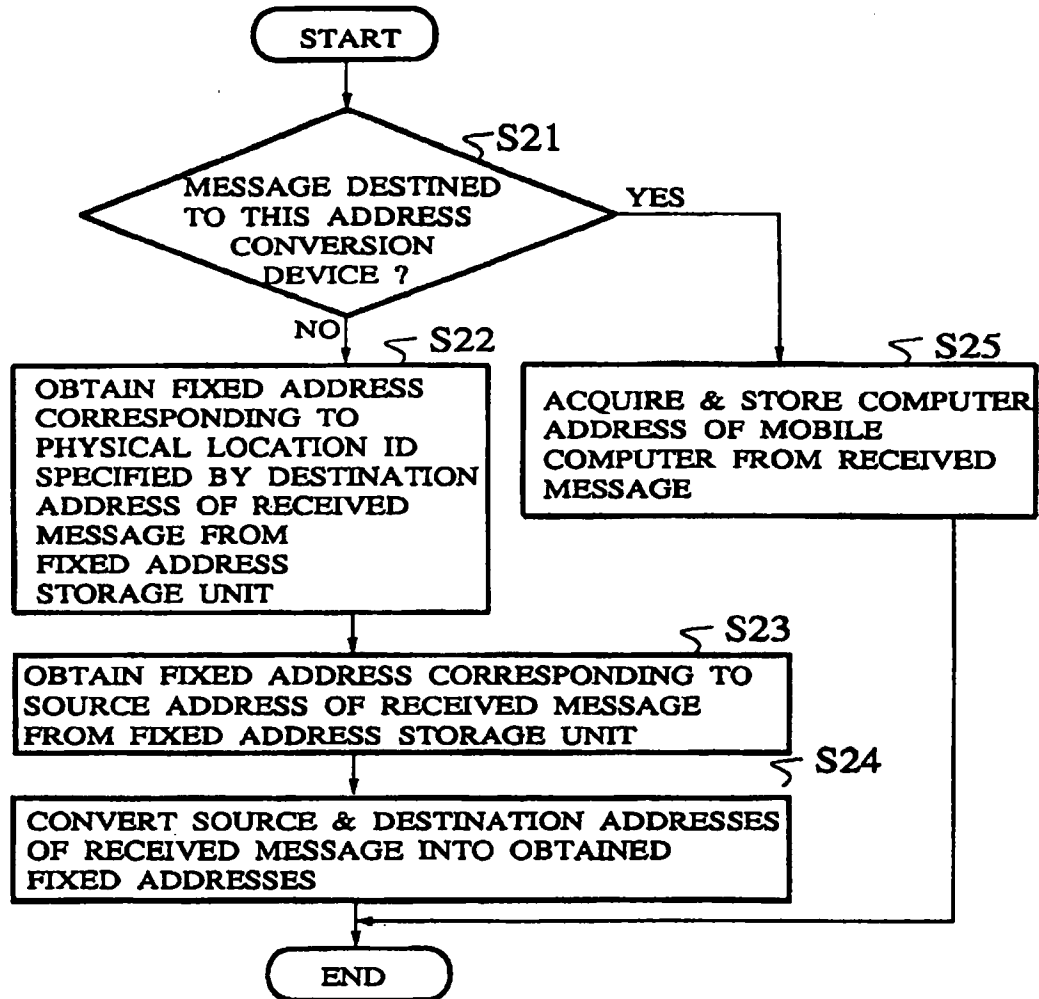 START
S21
MESSAGE DESTINED
TO THIS ADDRESS
CONVERSION
DEVICE ?
YES
NO
S22
OBTAIN FIXED ADDRESS
CORRESPONDING TO
PHYSICAL LOCATION ID
SPECIFIED BY DESTINATION
ADDRESS OF RECEIVED
MESSAGE FROM
FIXED ADDRESS
STORAGE UNIT
S25
ACQUIRE & STORE COMPUTER
ADDRESS OF MOBILE
COMPUTER FROM RECEIVED
MESSAGE
S23
OBTAIN FIXED ADDRESS CORRESPONDING TO
SOURCE ADDRESS OF RECEIVED MESSAGE
FROM FIXED ADDRESS STORAGE UNIT
S24
CONVERT SOURCE & DESTINATION ADDRESSES
OF RECEIVED MESSAGE INTO OBTAINED
FIXED ADDRESSES
END